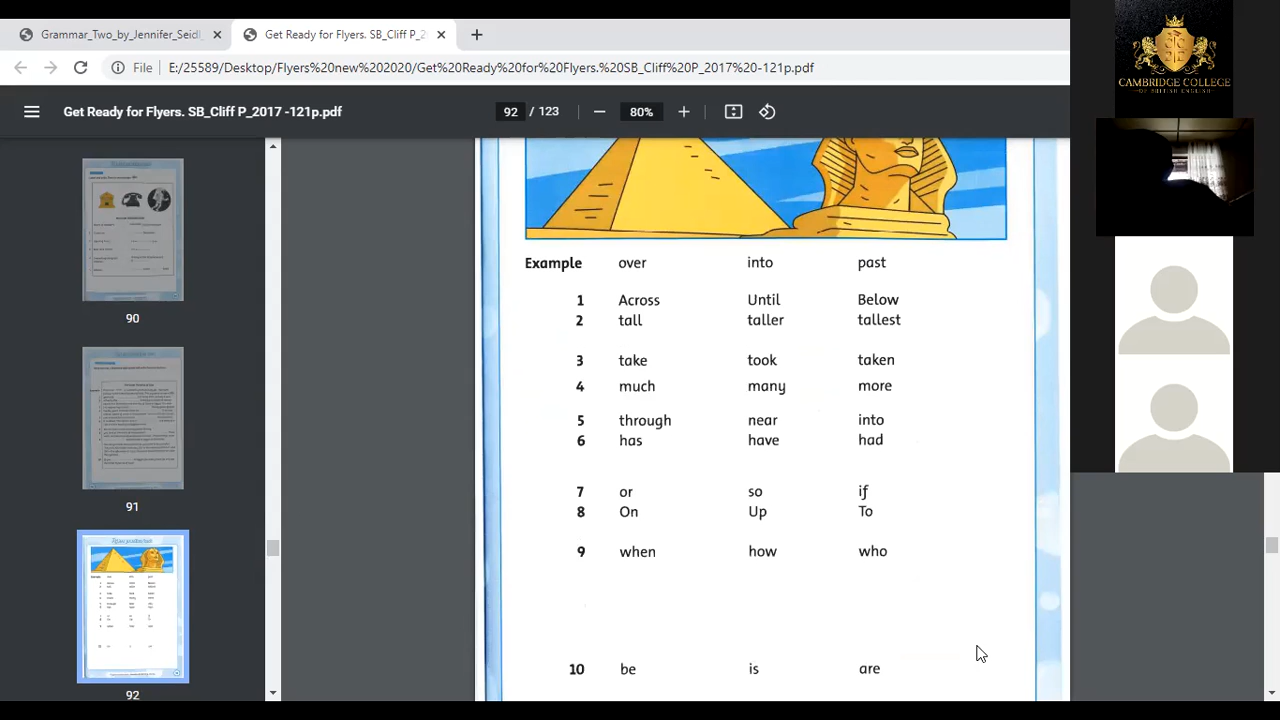 Grammar_Two_by_Jennifer_Seidl
Get Ready for Flyers. SB_Cliff P_2
File E:/25589/Desktop/Flyers%20new%202020/Get%20Ready%20for%20Flyers.%20SB_Cliff%20P_2017%20-121p.pdf
Get Ready for Flyers. SB_Cliff P_2017 -121p.pdf
92 / 123
80%
CAMBRIDGE COLLEGE
OF BRITISH ENGLISH
90
91
92
Example over into past
1 Across Until Below
2 tall taller tallest
3 take took taken
4 much many more
5 through near into
6 has have had
7 or so if
8 On Up To
9 when how who
10 be is are